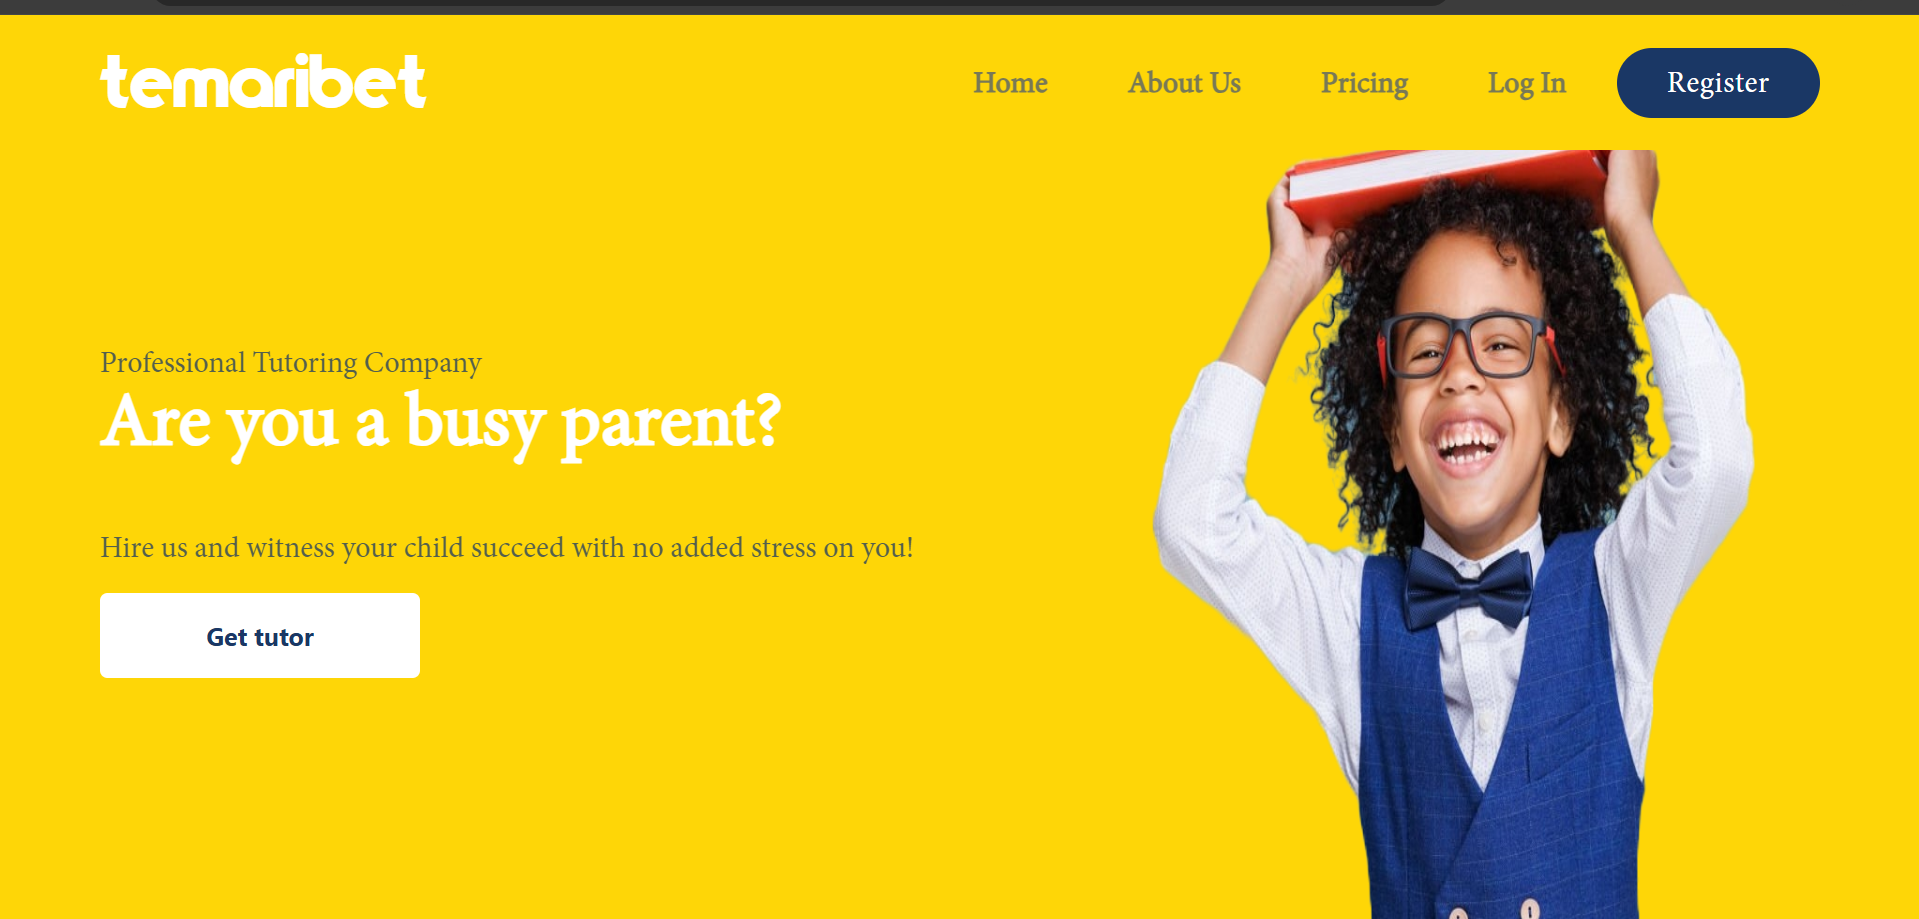 temaribet
Home About Us Pricing Log In Register
Professional Tutoring Company
Are you a busy parent?
Hire us and witness your child succeed with no added stress on you!
Get tutor